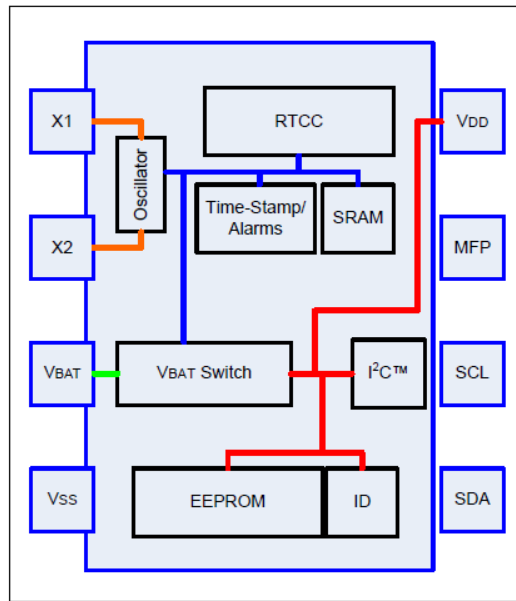 X1
RTCC
VDD
Oscillator
Time-Stamp/
Alarms
SRAM
X2
MFP
VBAT
VBAT Switch
I²C™
SCL
VSS
EEPROM
ID
SDA